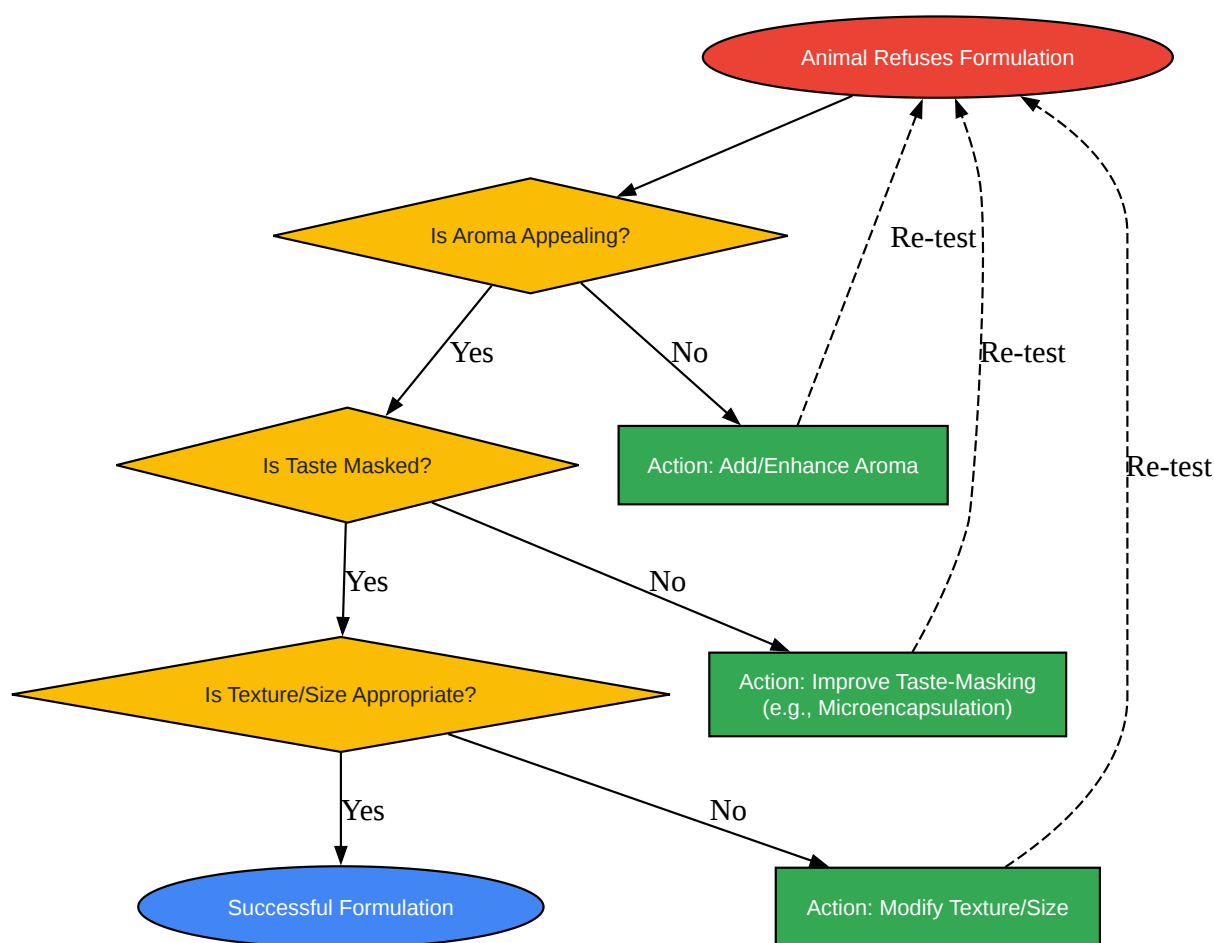 Animal Refuses Formulation
Is Aroma Appealing?
Re-test
Yes
No
Re-test
Is Taste Masked?
Action: Add/Enhance Aroma
Re-test
Yes
No
Is Texture/Size Appropriate?
Action: Improve Taste-Masking
(e.g., Microencapsulation)
Yes
No
Successful Formulation
Action: Modify Texture/Size